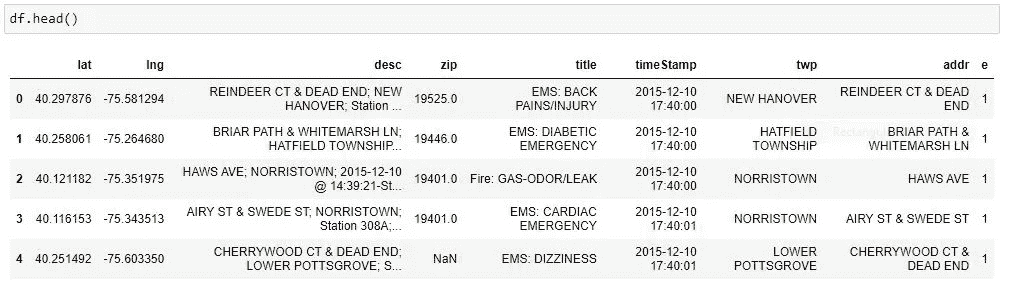 df.head()
lat lng desc zip title timeStamp twp addr e
0 40.297876 -75.581294 REINDEER CT & DEAD END; NEW HANOVER; Station ... 19525.0 EMS: BACK PAINS/INJURY 2015-12-10 17:40:00 NEW HANOVER REINDEER CT & DEAD END 1
1 40.258061 -75.264680 BRIAR PATH & WHITEMARSH LN; HATFIELD TOWNSHIP... 19446.0 EMS: DIABETIC EMERGENCY 2015-12-10 17:40:00 HATFIELD TOWNSHIP BRIAR PATH & WHITEMARSH LN 1
2 40.121182 -75.351975 HAWS AVE; NORRISTOWN; 2015-12-10 @ 14:39:21-St... 19401.0 Fire: GAS-ODOR/LEAK 2015-12-10 17:40:00 NORRISTOWN HAWS AVE 1
3 40.116153 -75.343513 AIRY ST & SWEDE ST; NORRISTOWN; Station 308A;... 19401.0 EMS: CARDIAC EMERGENCY 2015-12-10 17:40:01 NORRISTOWN AIRY ST & SWEDE ST 1
4 40.251492 -75.603350 CHERRYWOOD CT & DEAD END; LOWER POTTSGROVE; S... NaN EMS: DIZZINESS 2015-12-10 17:40:01 LOWER POTTSGROVE CHERRYWOOD CT & DEAD END 1